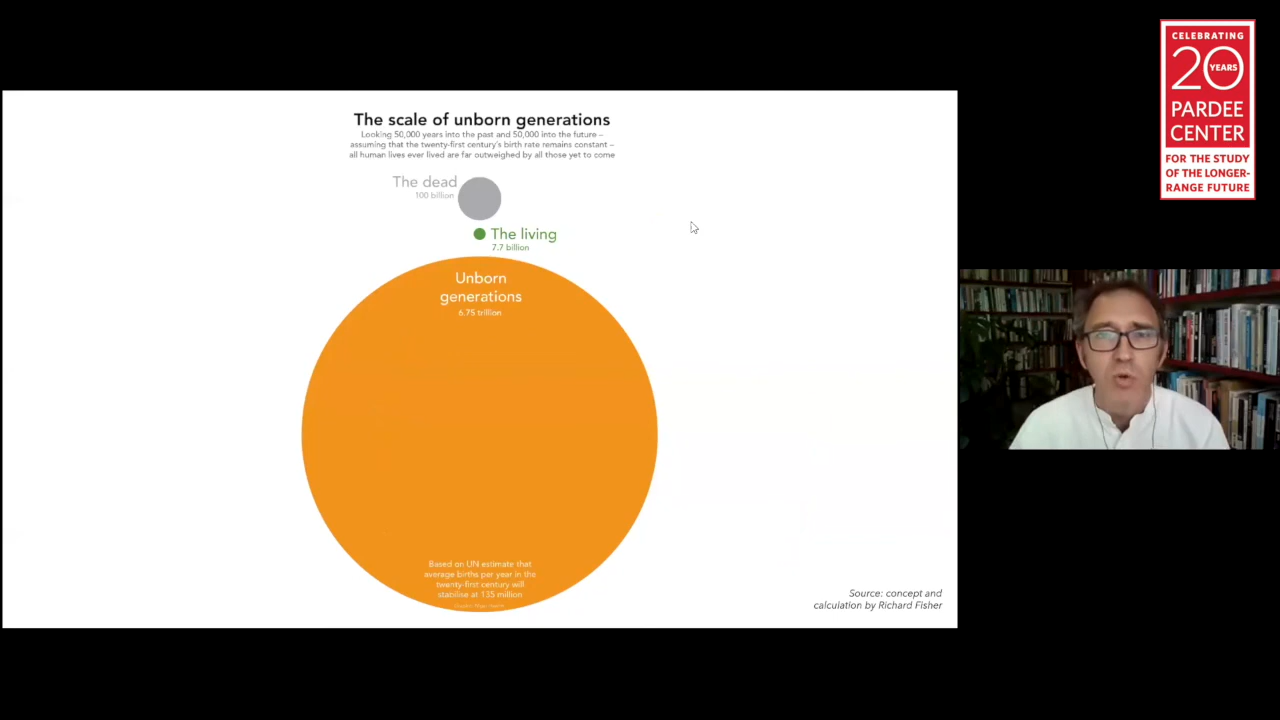 The scale of unborn generations
Looking 50,000 years into the past and 50,000 into the future –
assuming that the twenty-first century's birth rate remains constant –
all human lives ever lived are far outweighed by all those yet to come
The dead
100 billion
The living
7.7 billion
Unborn
generations
6.75 trillion
Based on UN estimate that
average births per year in the
twenty-first century will
stabilise at 135 million
Source: concept and
calculation by Richard Fisher
CELEBRATING
20
YEARS
PARDEE
CENTER
FOR THE STUDY
OF THE LONGER-
RANGE FUTURE